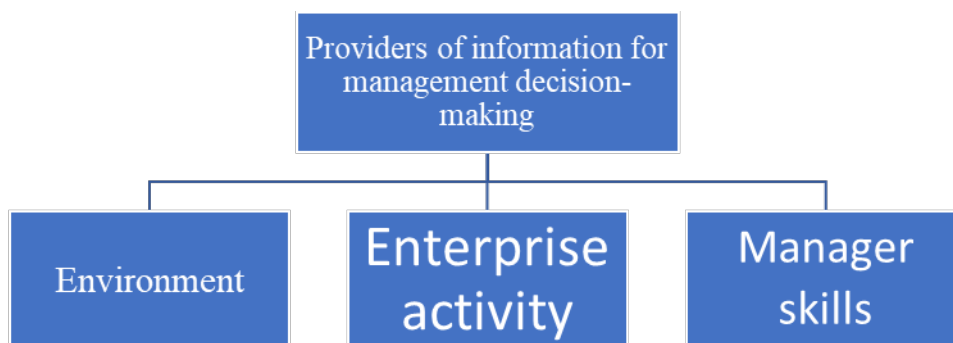 Providers of information for
management decision-
making
Environment
Enterprise
activity
Manager
skills